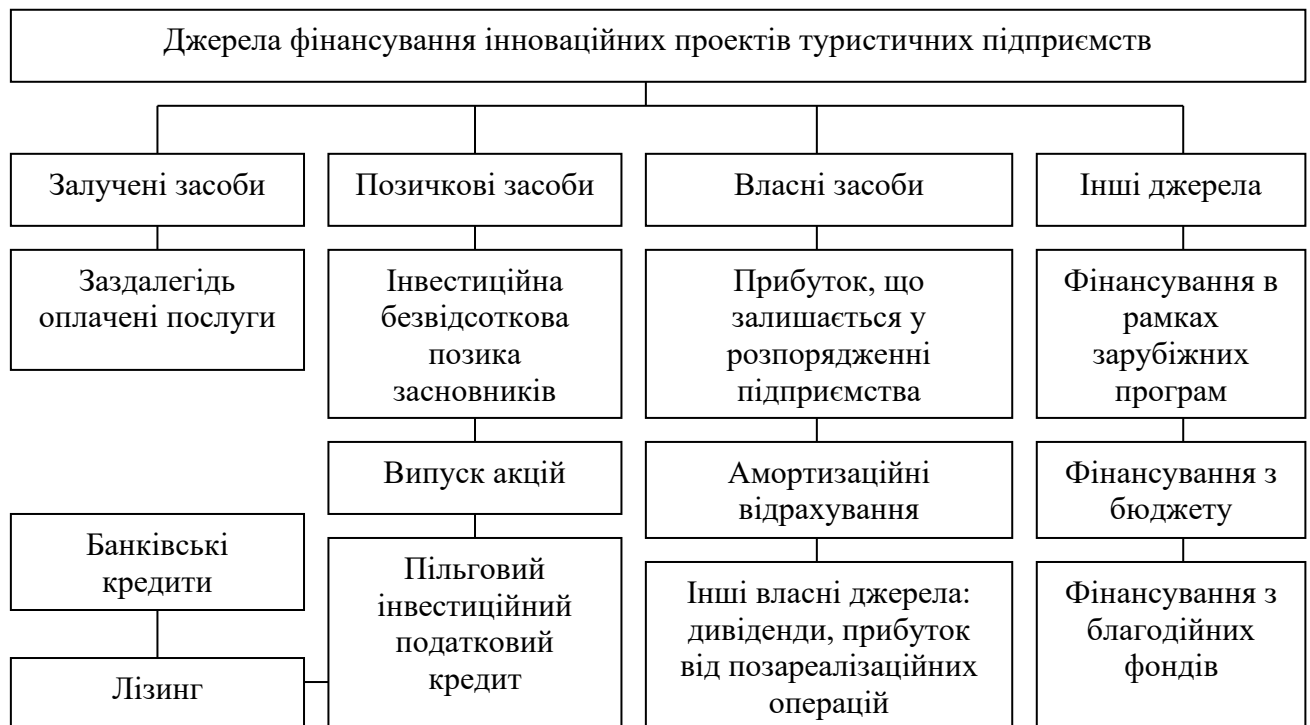 Джерела фінансування інноваційних проектів туристичних підприємств
Залучені засоби
Позичкові засоби
Власні засоби
Інші джерела
Заздалегідь
оплачені послуги
Інвестиційна
безвідсоткова
позика
засновників
Прибуток, що
залишається у
розпорядженні
підприємства
Фінансування в
рамках
зарубіжних
програм
Випуск акцій
Амортизаційні
відрахування
Фінансування з
бюджету
Банківські
кредити
Пільговий
інвестиційний
податковий
кредит
Інші власні джерела:
дивіденди, прибуток
від позареалізаційних
операцій
Фінансування з
благодійних
фондів
Лізинг